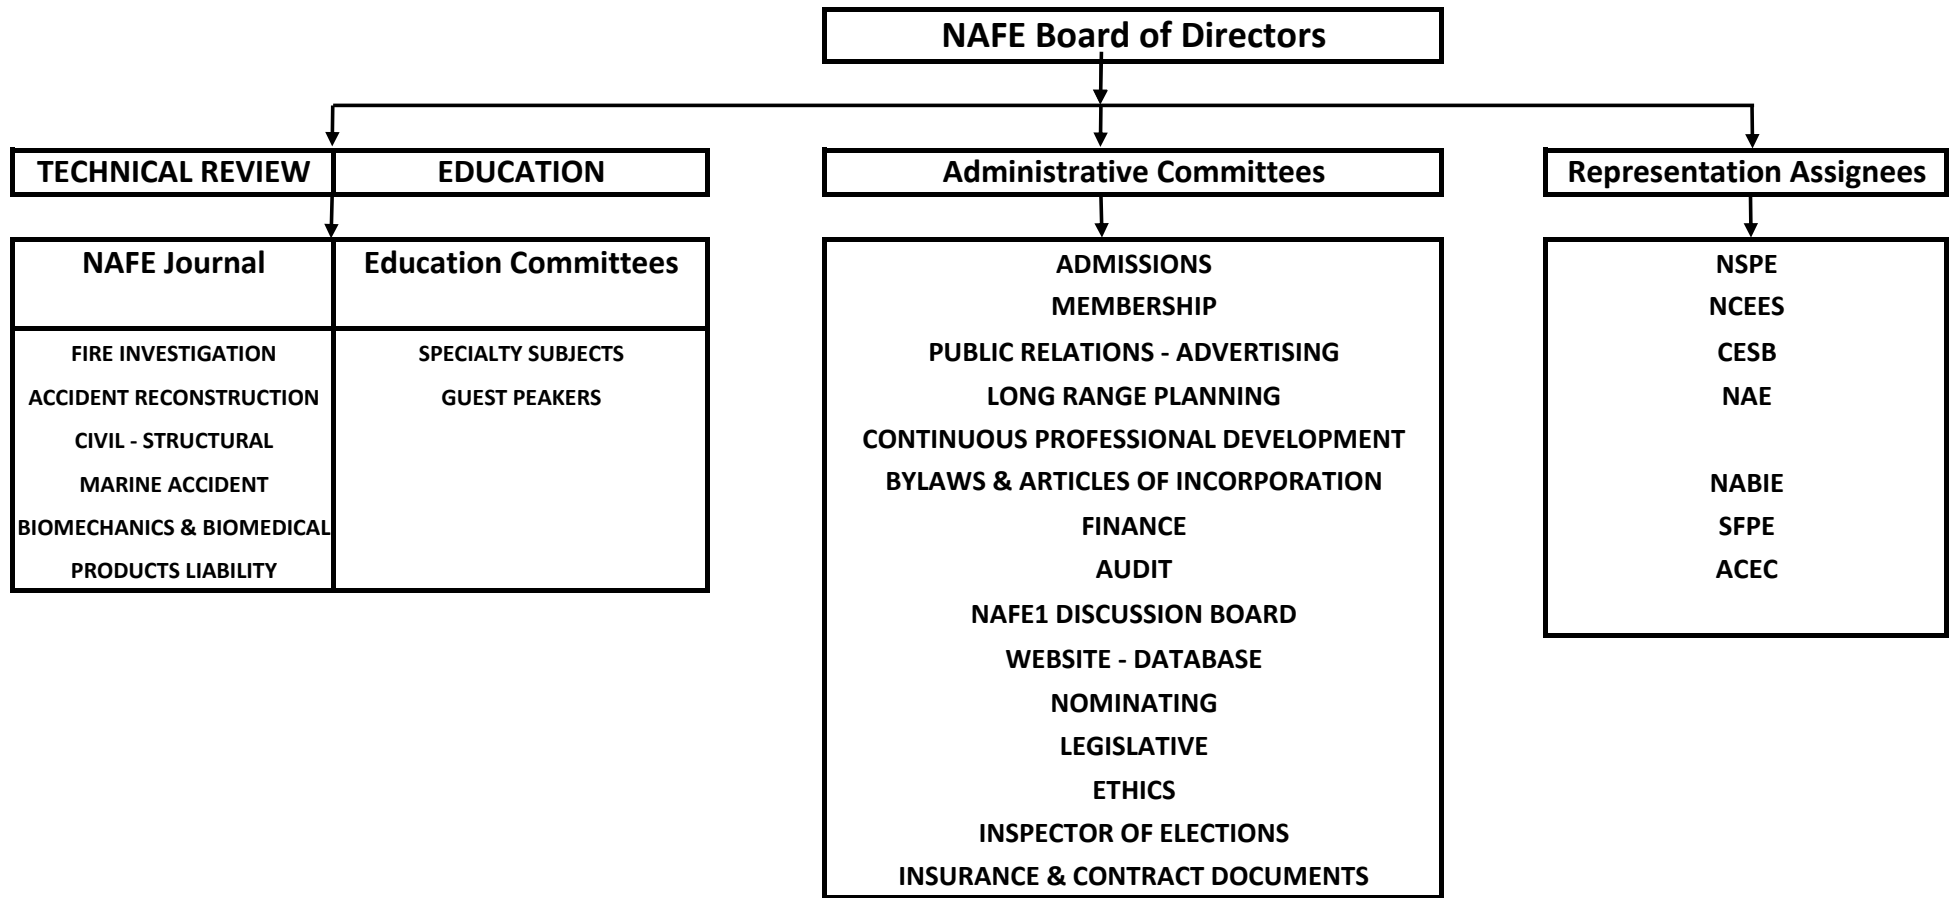 NAFE Board of Directors
TECHNICAL REVIEW
EDUCATION
Administrative Committees
Representation Assignees
NAFE Journal
Education Committees
FIRE INVESTIGATION
ACCIDENT RECONSTRUCTION
CIVIL - STRUCTURAL
MARINE ACCIDENT
BIOMECHANICS & BIOMEDICAL
PRODUCTS LIABILITY
SPECIALTY SUBJECTS
GUEST PEAKERS
ADMISSIONS
MEMBERSHIP
PUBLIC RELATIONS - ADVERTISING
LONG RANGE PLANNING
CONTINUOUS PROFESSIONAL DEVELOPMENT
BYLAWS & ARTICLES OF INCORPORATION
FINANCE
AUDIT
NAFE1 DISCUSSION BOARD
WEBSITE - DATABASE
NOMINATING
LEGISLATIVE
ETHICS
INSPECTOR OF ELECTIONS
INSURANCE & CONTRACT DOCUMENTS
NSPE
NCEES
CESB
NAE
NABIE
SFPE
ACEC